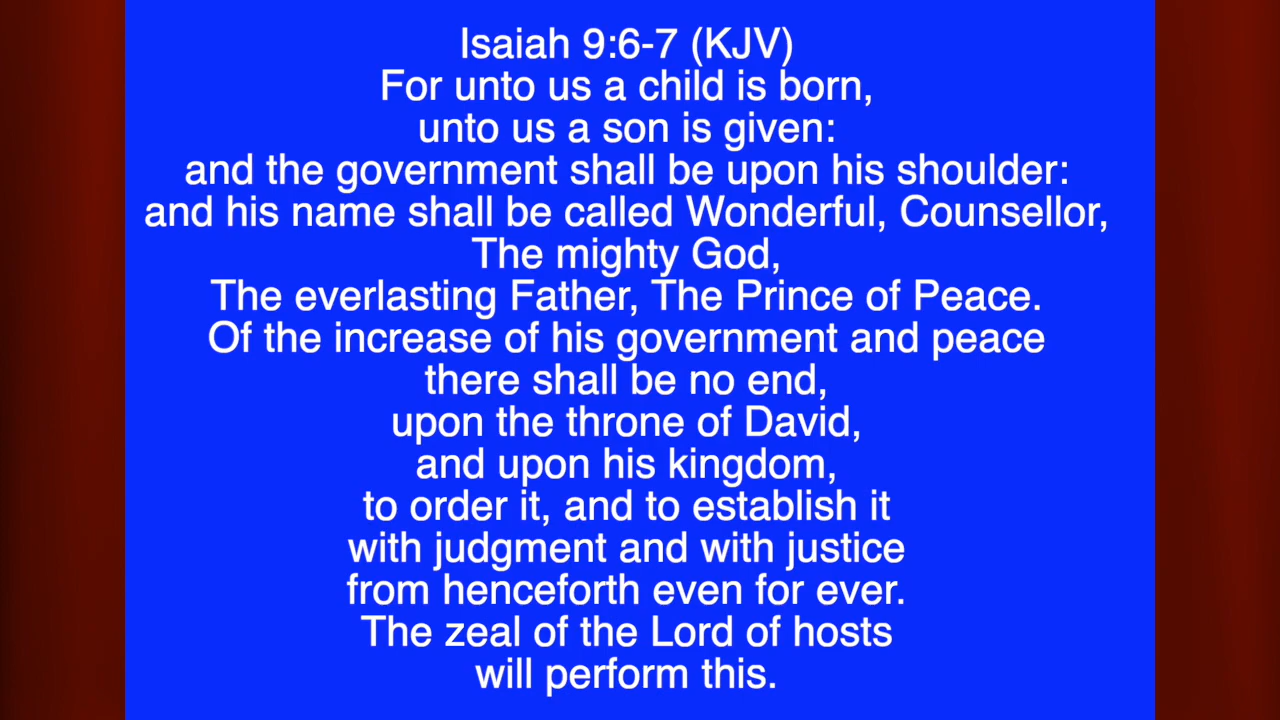 Isaiah 9:6-7 (KJV)
For unto us a child is born,
unto us a son is given:
and the government shall be upon his shoulder:
and his name shall be called Wonderful, Counsellor,
The mighty God,
The everlasting Father, The Prince of Peace.
Of the increase of his government and peace
there shall be no end,
upon the throne of David,
and upon his kingdom,
to order it, and to establish it
with judgment and with justice
from henceforth even for ever.
The zeal of the Lord of hosts
will perform this.